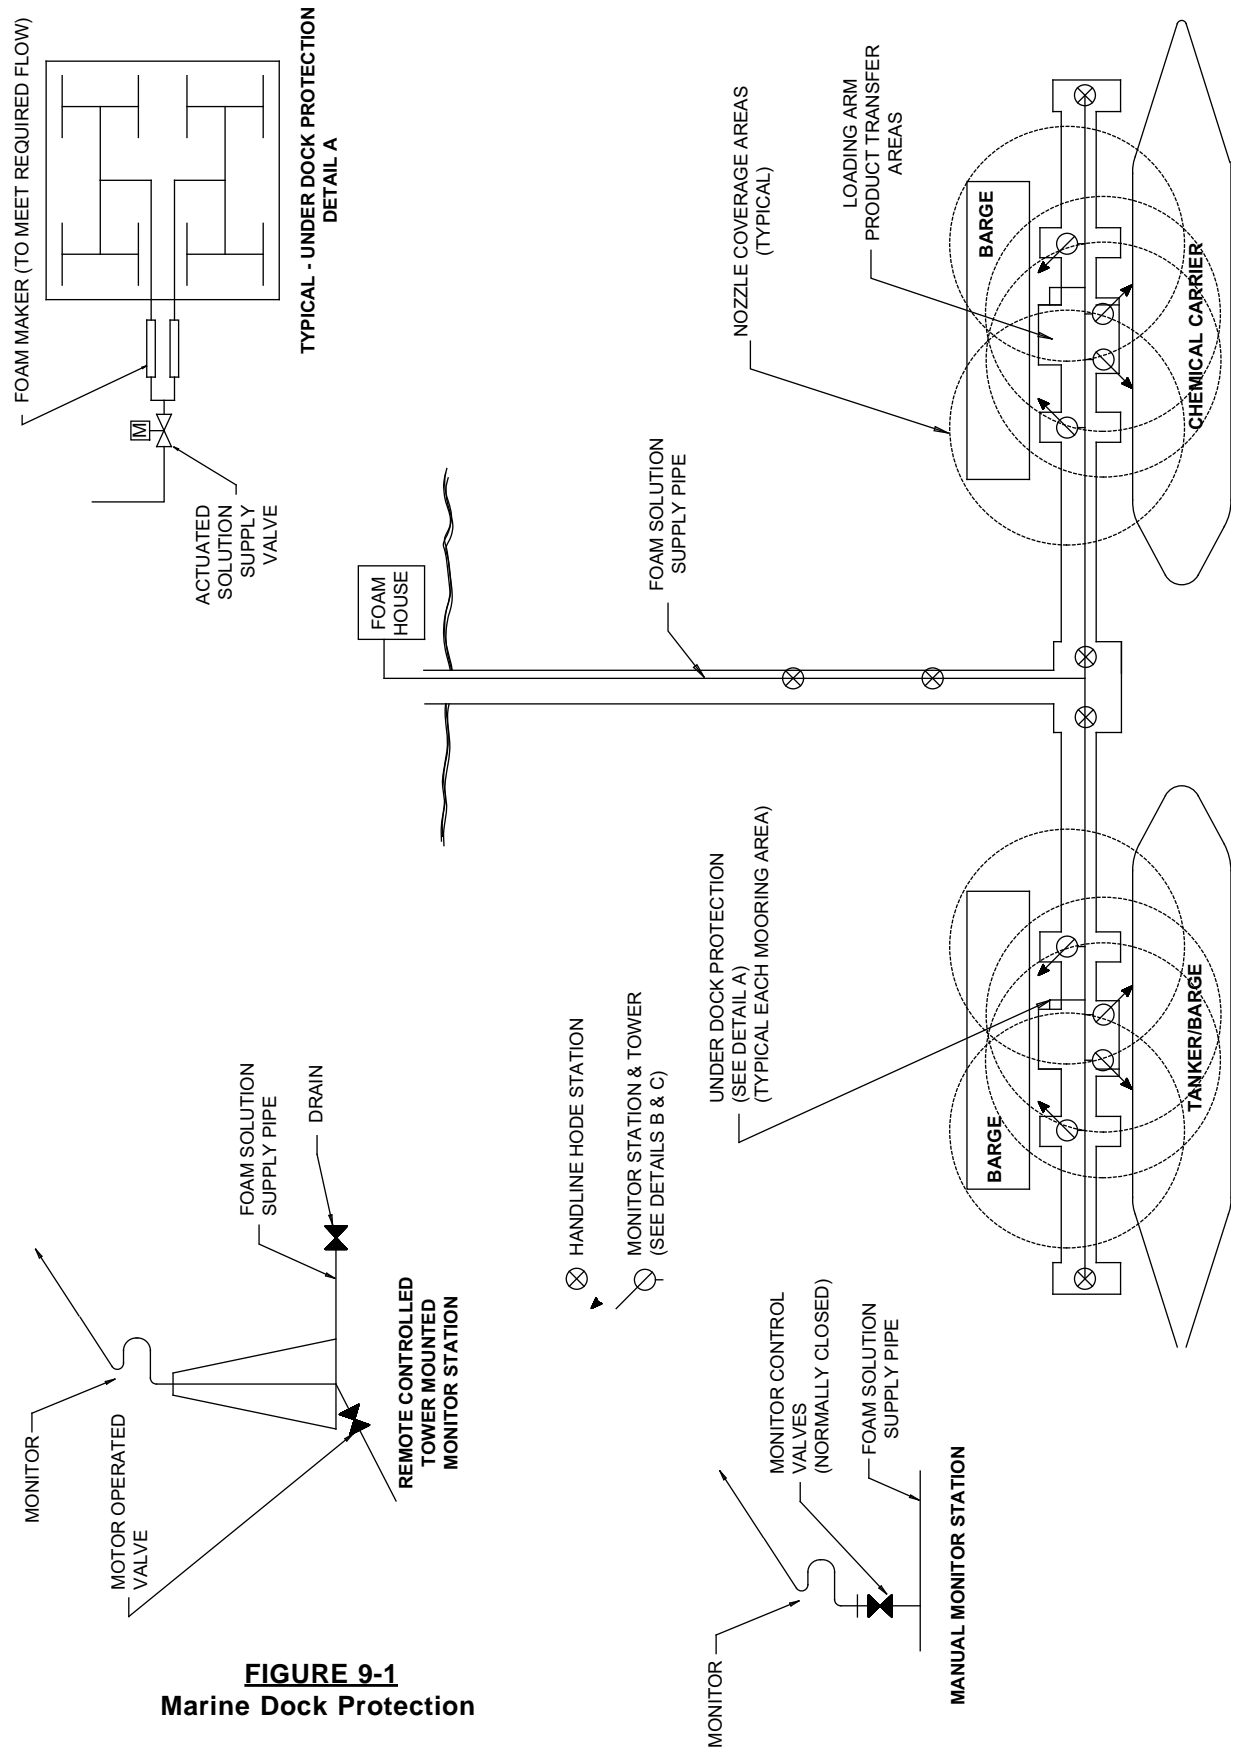 FOAM MAKER (TO MEET REQUIRED FLOW)
M
ACTUATED
SOLUTION
SUPPLY
VALVE
TYPICAL - UNDER DOCK PROTECTION
DETAIL A
FOAM
HOUSE
FOAM SOLUTION
SUPPLY PIPE
NOZZLE COVERAGE AREAS
(TYPICAL)
LOADING ARM
PRODUCT TRANSFER
AREAS
BARGE
CHEMICAL CARRIER
MONITOR
MOTOR OPERATED
VALVE
FOAM SOLUTION
SUPPLY PIPE
DRAIN
REMOTE CONTROLLED
TOWER MOUNTED
MONITOR STATION
HANDLINE HODE STATION
MONITOR STATION & TOWER
(SEE DETAILS B & C)
UNDER DOCK PROTECTION
(SEE DETAIL A)
(TYPICAL EACH MOORING AREA)
BARGE
TANKER/BARGE
MONITOR
MONITOR CONTROL
VALVES
(NORMALLY CLOSED)
FOAM SOLUTION
SUPPLY PIPE
MANUAL MONITOR STATION
FIGURE 9-1
Marine Dock Protection